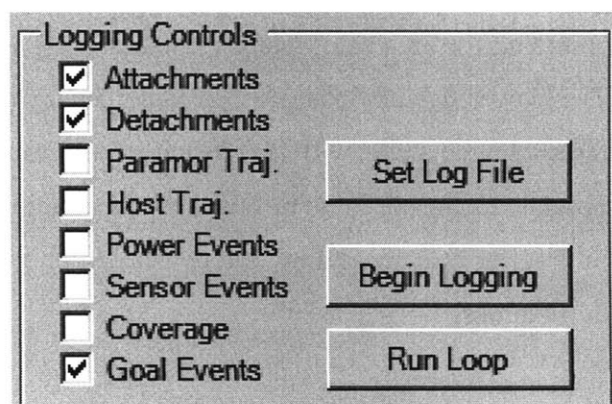 Logging Controls
Attachments
Detachments
Paramor Traj.
Host Traj.
Power Events
Sensor Events
Coverage
Goal Events
Set Log File
Begin Logging
Run Loop